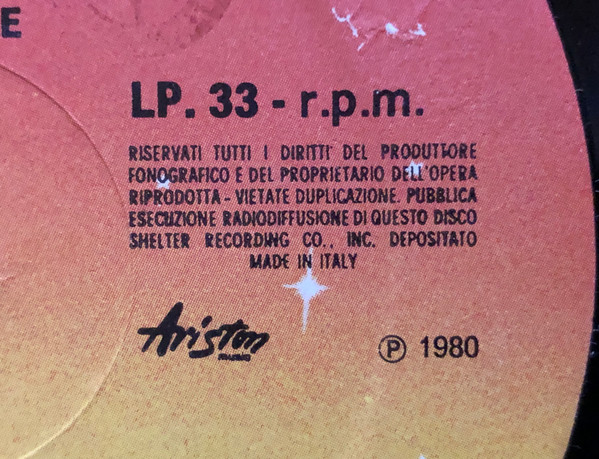 E
LP. 33 - r.p.m.
RISERVATI TUTTI I DIRITTI DEL PRODUTTORE
FONOGRAFICO E DEL PROPRIETARIO DELL'OPERA
RIPRODOTTA - VIETATE DUPLICAZIONE. PUBBLICA
ESECUZIONE RADIODIFFUSIONE DI QUESTO DISCO
SHELTER RECORDING CO., INC. DEPOSITATO
MADE IN ITALY
Ariston
music
℗ 1980